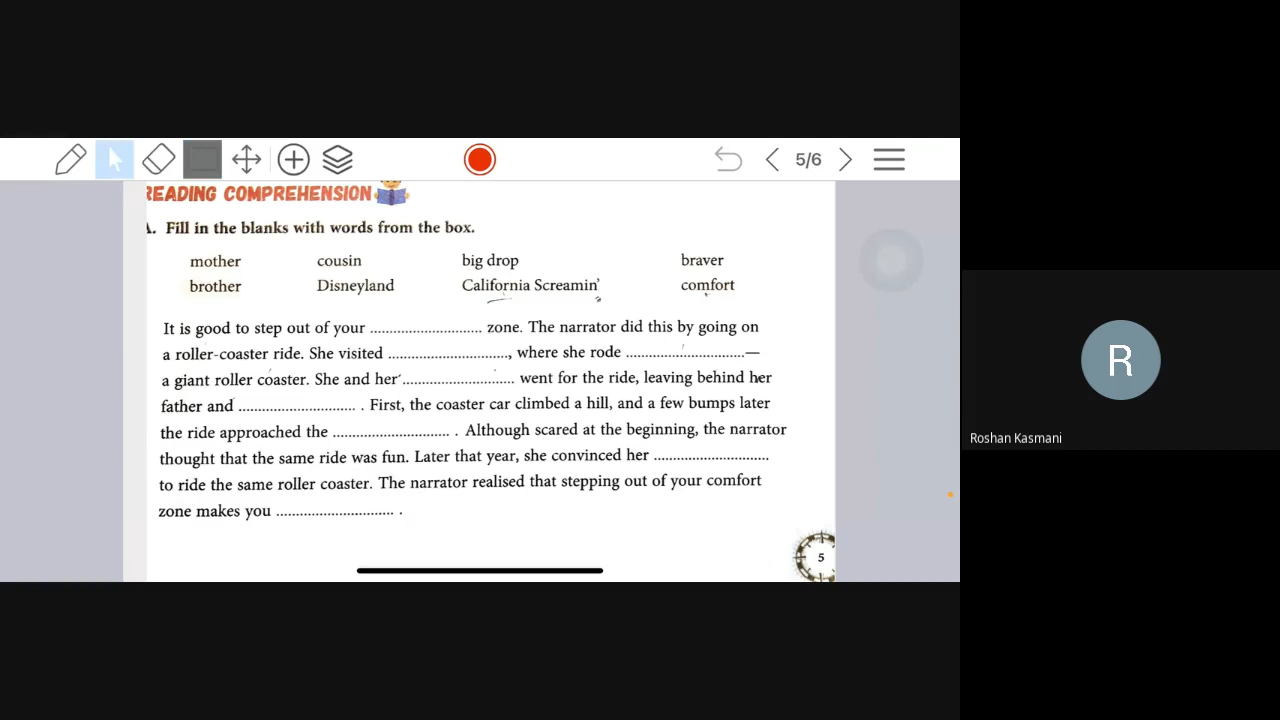 5/6
READING COMPREHENSION
A. Fill in the blanks with words from the box.
mother cousin big drop braver
brother Disneyland California Screamin' comfort
It is good to step out of your ............................ zone. The narrator did this by going on
a roller-coaster ride. She visited .............................., where she rode ..............................—
a giant roller coaster. She and her ............................ went for the ride, leaving behind her
father and ............................. . First, the coaster car climbed a hill, and a few bumps later
the ride approached the ............................. . Although scared at the beginning, the narrator
thought that the same ride was fun. Later that year, she convinced her .............................
to ride the same roller coaster. The narrator realised that stepping out of your comfort
zone makes you ............................. .
5
R
Roshan Kasmani